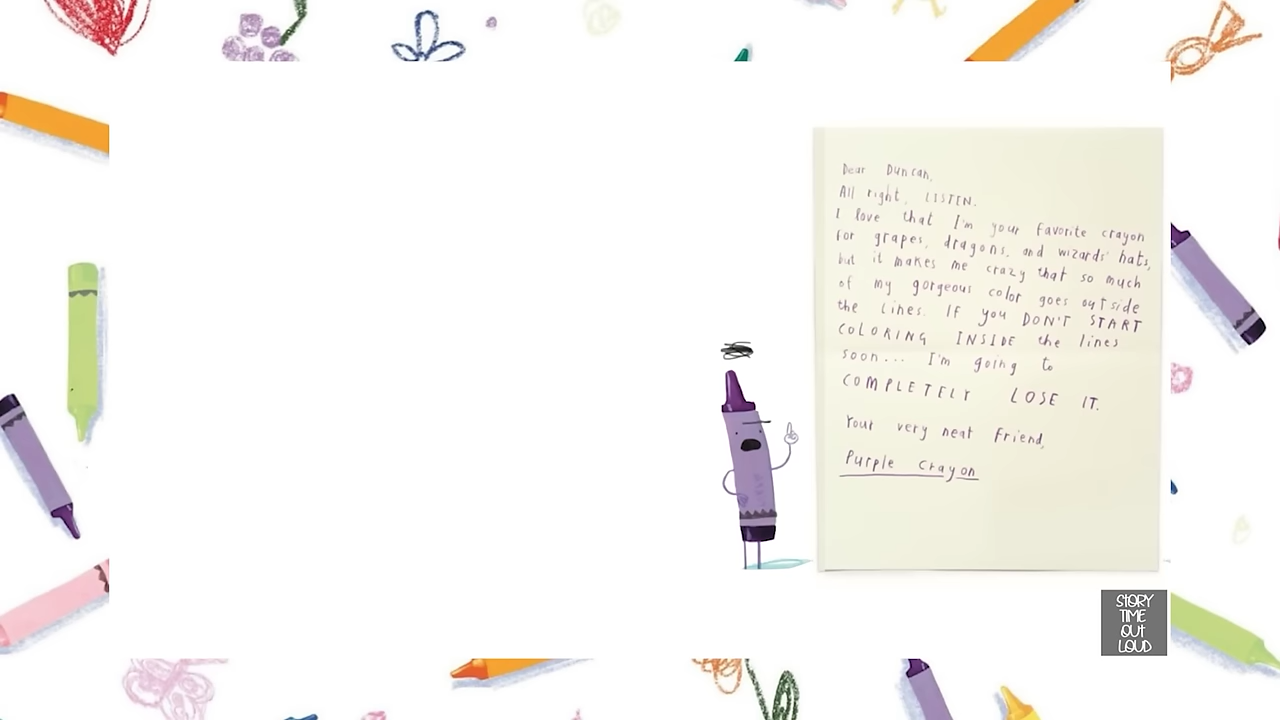 Dear Duncan,
All right, LISTEN.
I love that I'm your favorite crayon
for grapes, dragons, and wizards' hats,
but it makes me crazy that so much
of my gorgeous color goes outside
the lines. If you DON'T START
COLORING INSIDE the lines
soon... I'm going to
COMPLETELY LOSE IT.
Your very neat friend,
Purple Crayon
STORY
TIME
OUT
LOUD